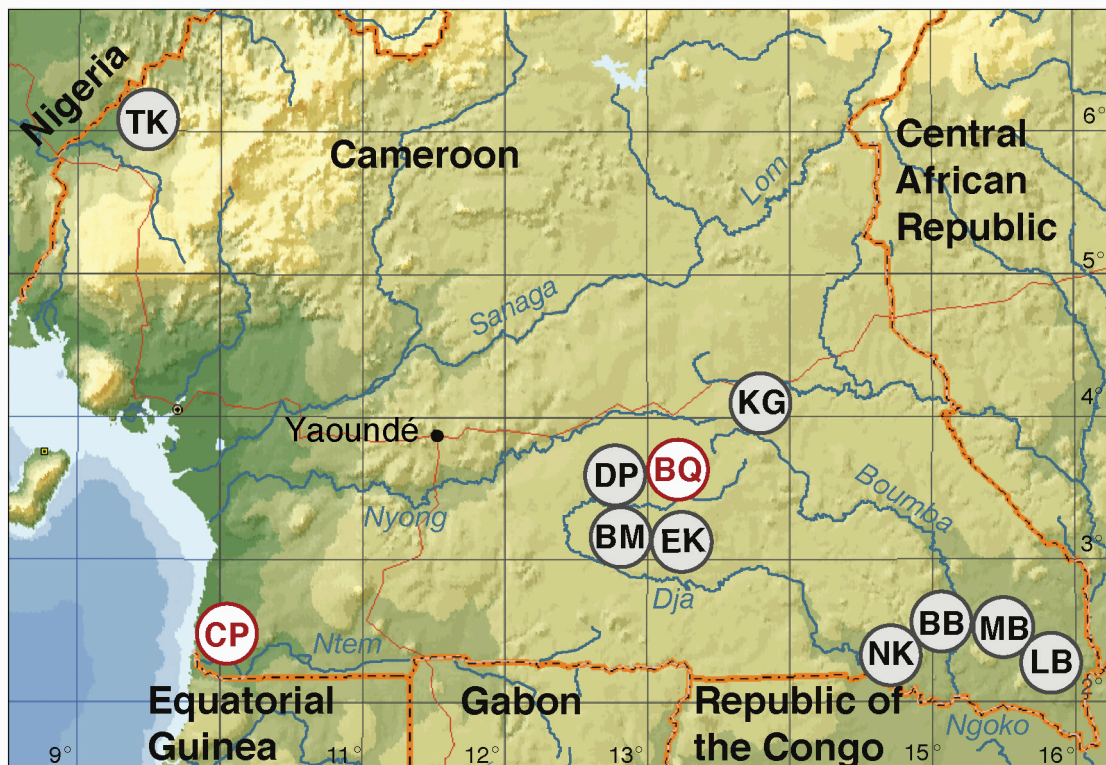 Nigeria
TK
Cameroon
Central
African
Republic
6°
Lom
5°
Sanaga
KG
4°
Yaoundé
DP
BQ
Nyong
Boumba
BM
EK
3°
Dja
CP
Ntem
NK
BB
MB
LB
2°
Equatorial
Guinea
Gabon
Republic of
the Congo
Ngoko
9°
11°
12°
13°
15°
16°